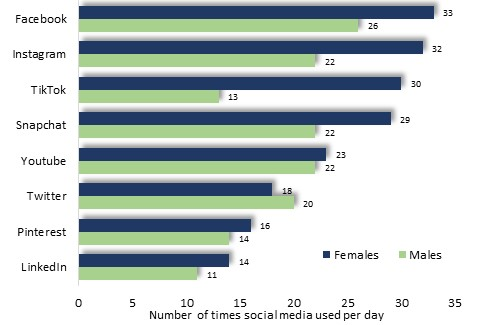 Facebook 33
26
Instagram 32
22
TikTok 30
13
Snapchat 29
22
Youtube 23
22
Twitter 18
20
Pinterest 16
14
LinkedIn 14
11
Females Males
0 5 10 15 20 25 30 35
Number of times social media used per day